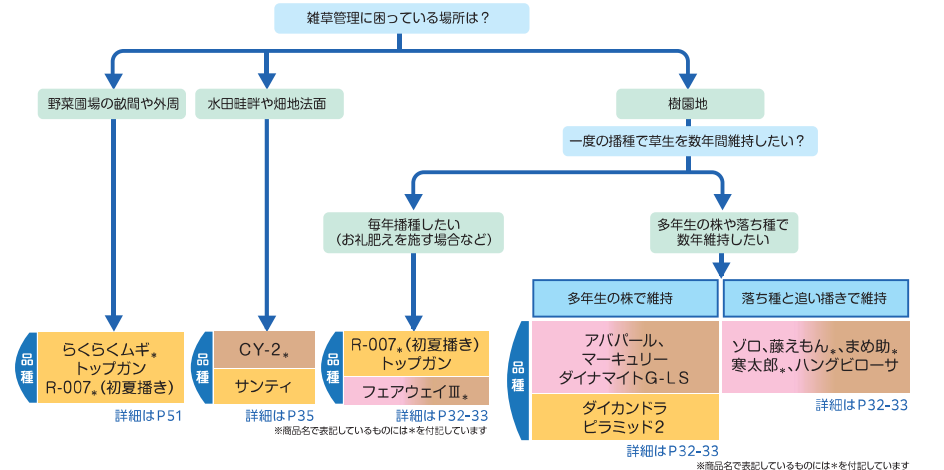 雑草管理に困っている場所は？
野菜圃場の畝間や外周
水田畦畔や畑地法面
樹園地
一度の播種で草生を数年間維持したい？
毎年播種したい
（お礼肥えを施す場合など）
多年生の株や落ち種で
数年維持したい
多年生の株で維持
落ち種と追い播きで維持
品種
らくらくムギ*
トップガン
R-007*（初夏播き）
詳細はP51
品種
CY-2*
サンティ
詳細はP35
品種
R-007*（初夏播き）
トップガン
フェアウェイⅢ*
詳細はP32-33
※商品名で表記しているものには＊を付記しています
品種
アバパール、
マーキュリー
ダイナマイトG-LS
ダイカンドラ
ピラミッド2
詳細はP32-33
ゾロ、藤えもん*、まめ助*
寒太郎*、ハングビローサ
詳細はP32-33
※商品名で表記しているものには＊を付記しています